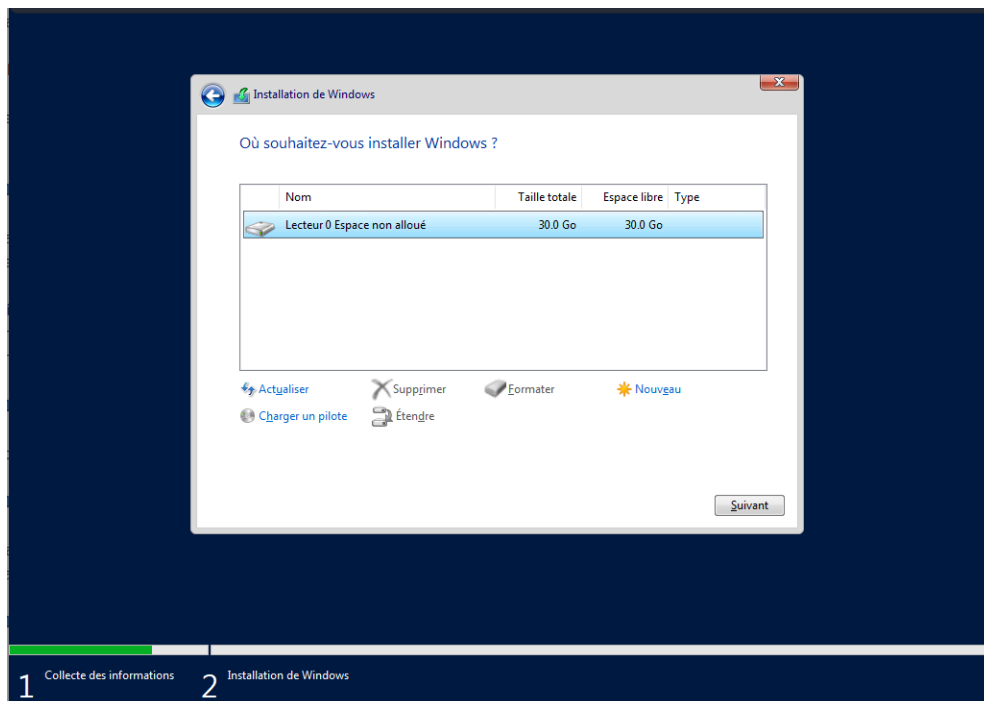 Installation de Windows
Où souhaitez-vous installer Windows ?
Nom Taille totale Espace libre Type
Lecteur 0 Espace non alloué 30.0 Go 30.0 Go
Actualiser Supprimer Formater Nouveau
Charger un pilote Étendre
Suivant
1 Collecte des informations 2 Installation de Windows